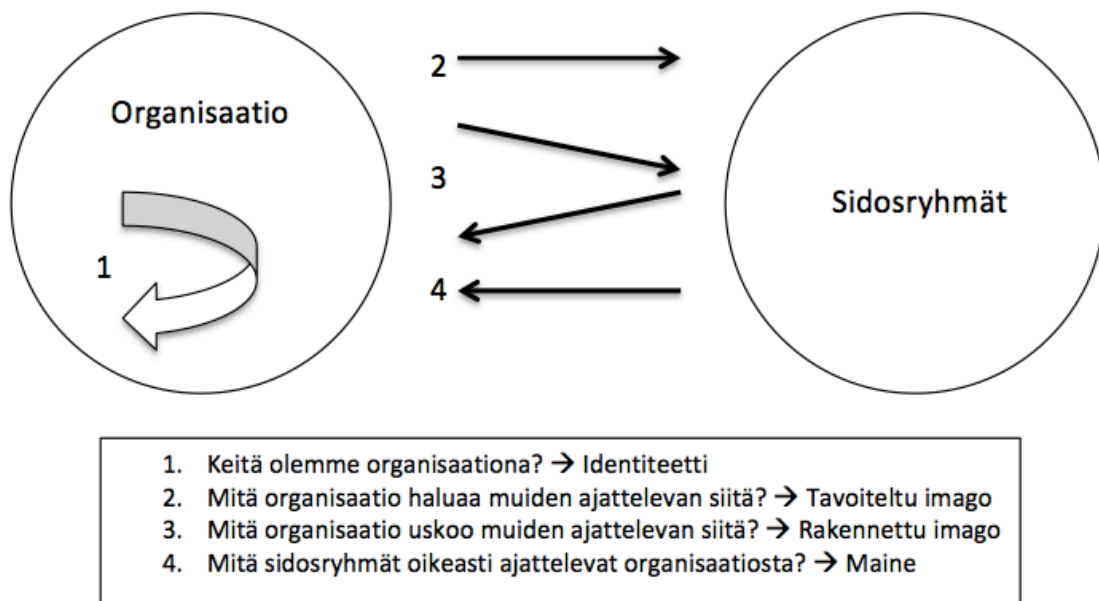 2
Organisaatio
3
Sidosryhmät
1
4
1. Keitä olemme organisaationa? → Identiteetti
2. Mitä organisaatio haluaa muiden ajattelevan siitä? → Tavoiteltu imago
3. Mitä organisaatio uskoo muiden ajattelevan siitä? → Rakennettu imago
4. Mitä sidosryhmät oikeasti ajattelevat organisaatiosta? → Maine